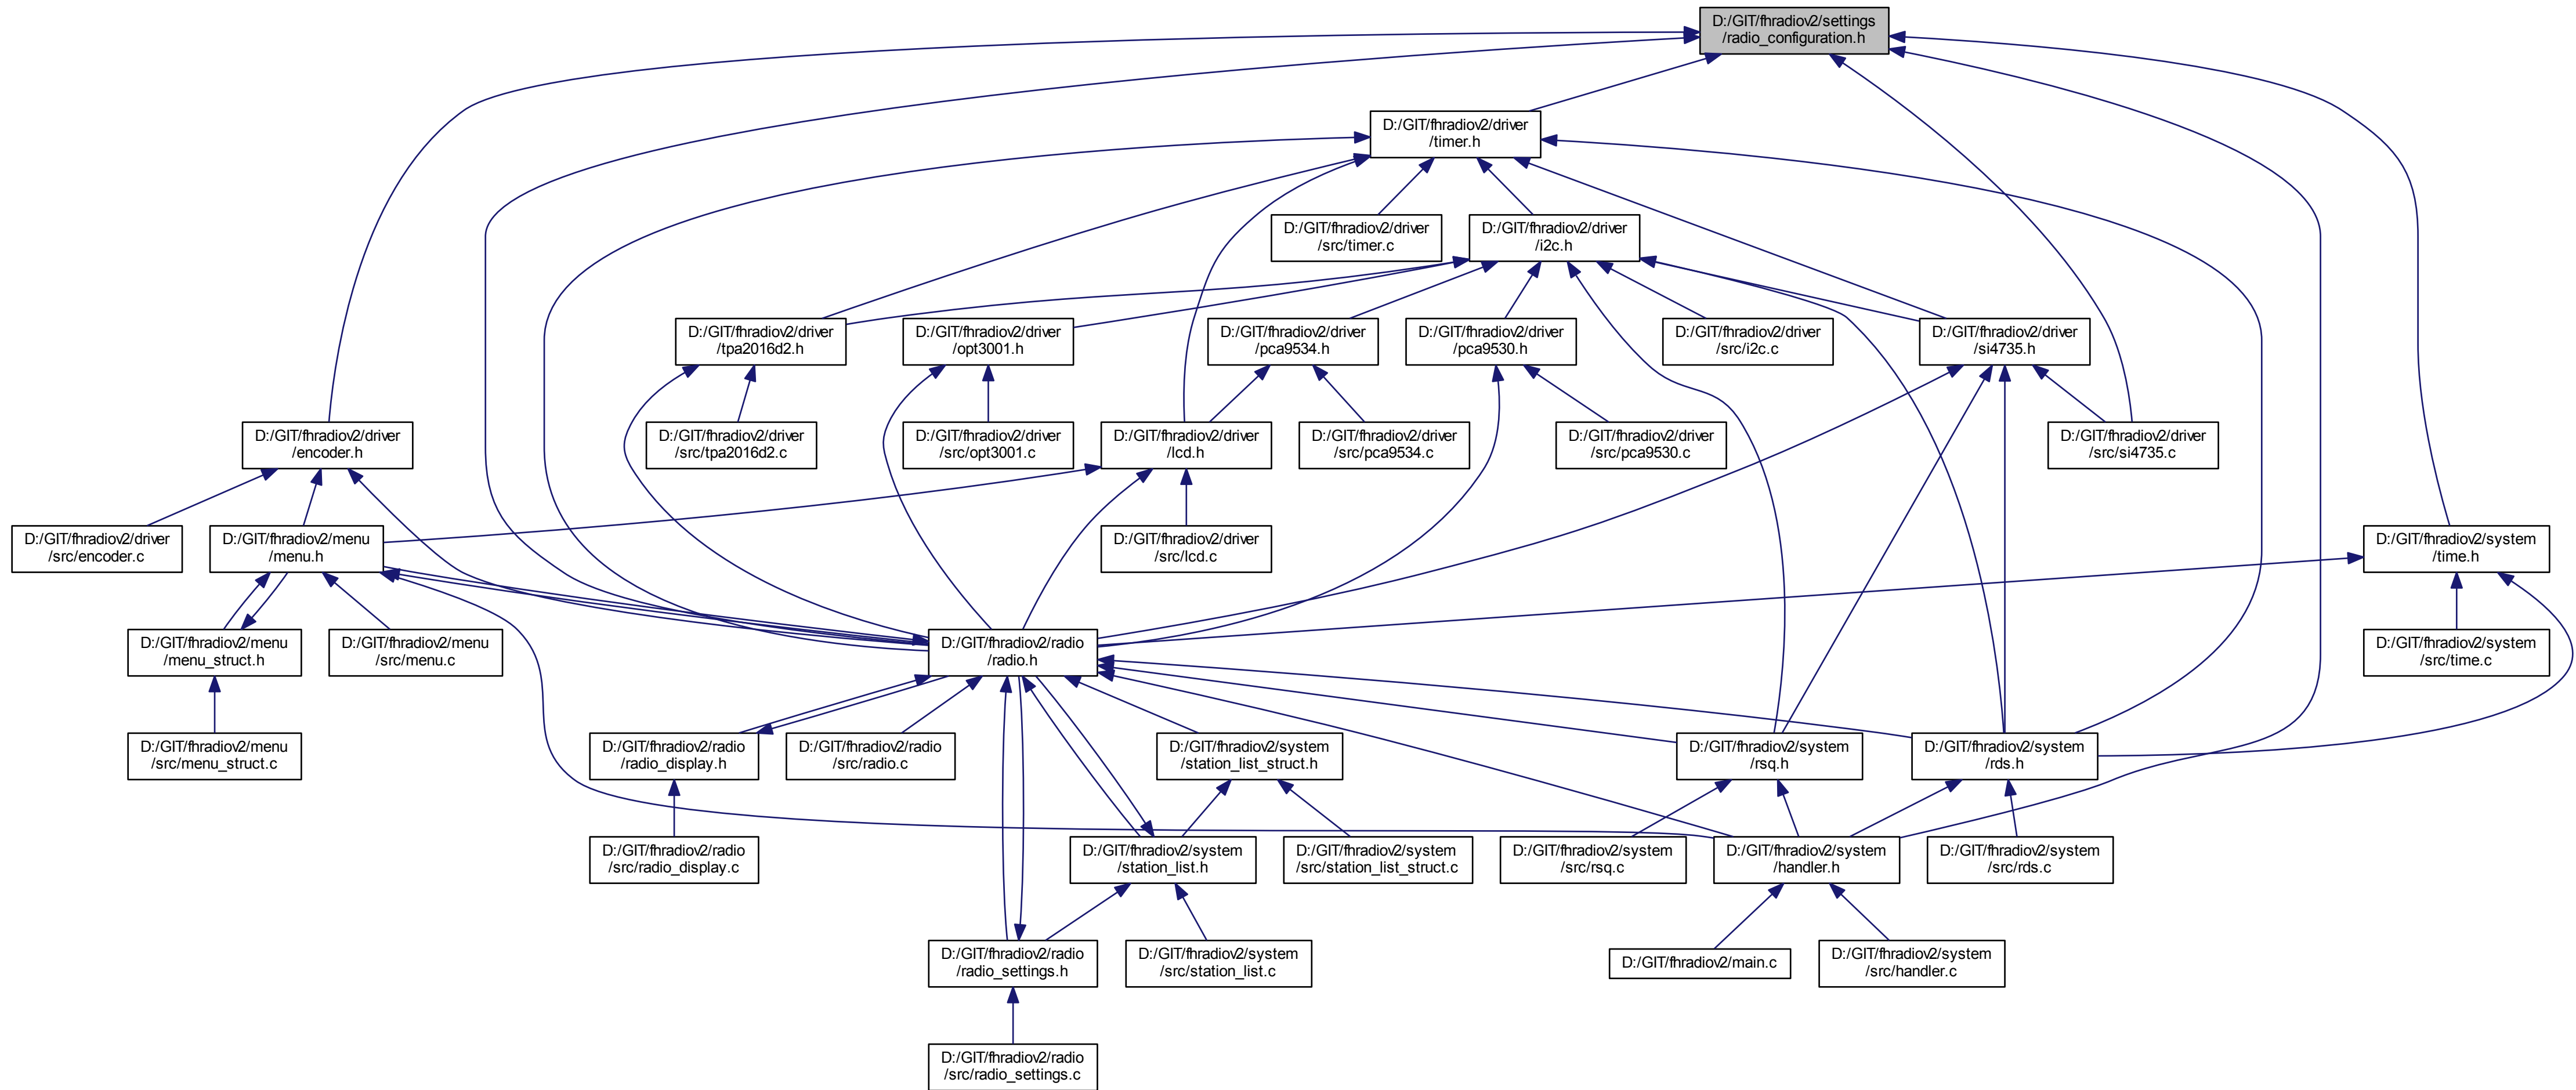 D:/GIT/fhradiov2/settings
/radio_configuration.h
D:/GIT/fhradiov2/driver
/timer.h
D:/GIT/fhradiov2/driver
/src/timer.c
D:/GIT/fhradiov2/driver
/i2c.h
D:/GIT/fhradiov2/driver
/tpa2016d2.h
D:/GIT/fhradiov2/driver
/opt3001.h
D:/GIT/fhradiov2/driver
/pca9534.h
D:/GIT/fhradiov2/driver
/pca9530.h
D:/GIT/fhradiov2/driver
/src/i2c.c
D:/GIT/fhradiov2/driver
/si4735.h
D:/GIT/fhradiov2/driver
/encoder.h
D:/GIT/fhradiov2/driver
/src/tpa2016d2.c
D:/GIT/fhradiov2/driver
/src/opt3001.c
D:/GIT/fhradiov2/driver
/lcd.h
D:/GIT/fhradiov2/driver
/src/pca9534.c
D:/GIT/fhradiov2/driver
/src/pca9530.c
D:/GIT/fhradiov2/driver
/src/si4735.c
D:/GIT/fhradiov2/driver
/src/encoder.c
D:/GIT/fhradiov2/menu
/menu.h
D:/GIT/fhradiov2/driver
/src/lcd.c
D:/GIT/fhradiov2/system
/time.h
D:/GIT/fhradiov2/menu
/menu_struct.h
D:/GIT/fhradiov2/menu
/src/menu.c
D:/GIT/fhradiov2/radio
/radio.h
D:/GIT/fhradiov2/system
/src/time.c
D:/GIT/fhradiov2/menu
/src/menu_struct.c
D:/GIT/fhradiov2/radio
/radio_display.h
D:/GIT/fhradiov2/radio
/src/radio.c
D:/GIT/fhradiov2/system
/station_list_struct.h
D:/GIT/fhradiov2/system
/rsq.h
D:/GIT/fhradiov2/system
/rds.h
D:/GIT/fhradiov2/radio
/src/radio_display.c
D:/GIT/fhradiov2/system
/station_list.h
D:/GIT/fhradiov2/system
/src/station_list_struct.c
D:/GIT/fhradiov2/system
/src/rsq.c
D:/GIT/fhradiov2/system
/handler.h
D:/GIT/fhradiov2/system
/src/rds.c
D:/GIT/fhradiov2/radio
/radio_settings.h
D:/GIT/fhradiov2/system
/src/station_list.c
D:/GIT/fhradiov2/main.c
D:/GIT/fhradiov2/system
/src/handler.c
D:/GIT/fhradiov2/radio
/src/radio_settings.c